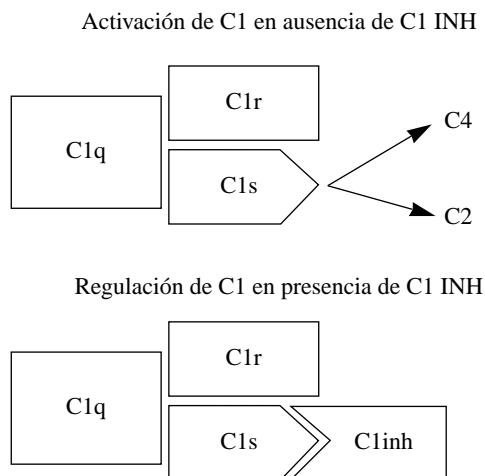 Activación de C1 en ausencia de C1 INH
C1r
C1q
C4
C1s
C2
Regulación de C1 en presencia de C1 INH
C1r
C1q
C1s
C1inh